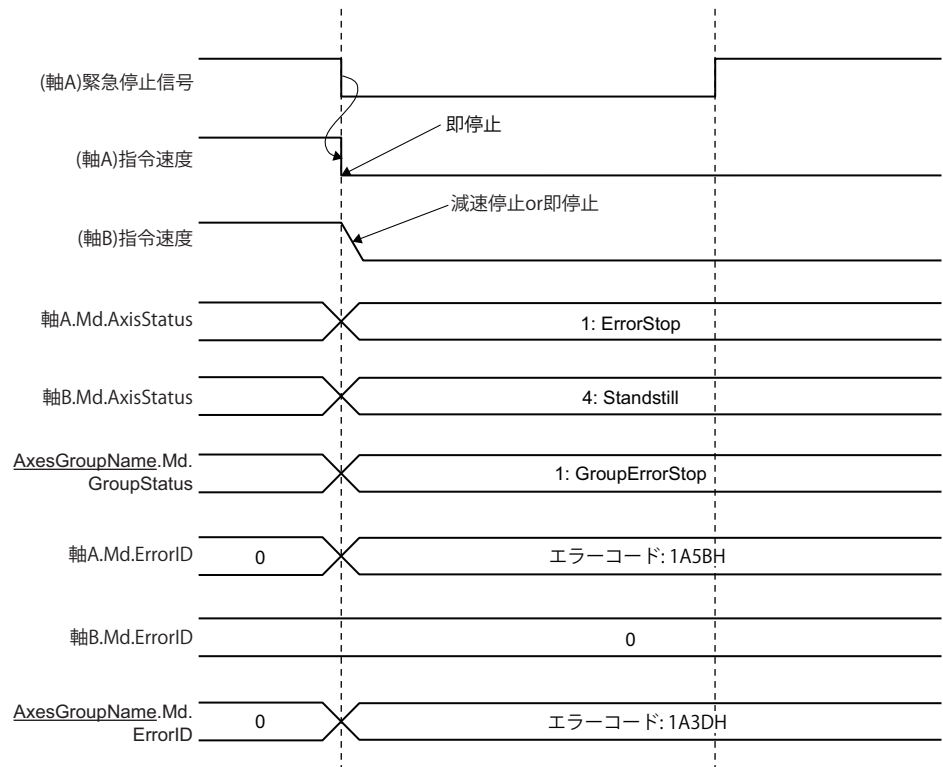 (軸A)緊急停止信号
即停止
(軸A)指令速度
減速停止or即停止
(軸B)指令速度
軸A.Md.AxisStatus
1: ErrorStop
軸B.Md.AxisStatus
4: Standstill
AxesGroupName.Md.
GroupStatus
1: GroupErrorStop
軸A.Md.ErrorID
0
エラーコード: 1A5BH
軸B.Md.ErrorID
0
AxesGroupName.Md.
ErrorID
0
エラーコード: 1A3DH